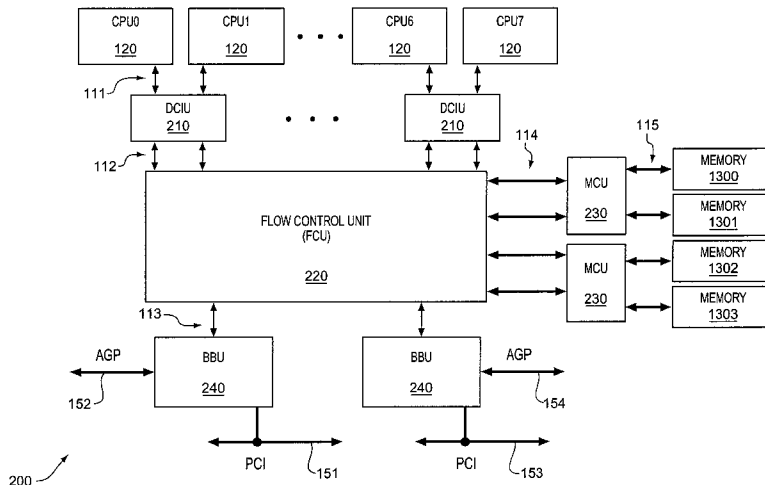 CPU0
120
CPU1
120
CPU6
120
CPU7
120
111
DCIU
210
DCIU
210
112
114
115
FLOW CONTROL UNIT
(FCU)
220
MCU
230
MEMORY
1300
MEMORY
1301
MCU
230
MEMORY
1302
MEMORY
1303
113
AGP
152
BBU
240
BBU
240
AGP
154
PCI
151
PCI
153
200